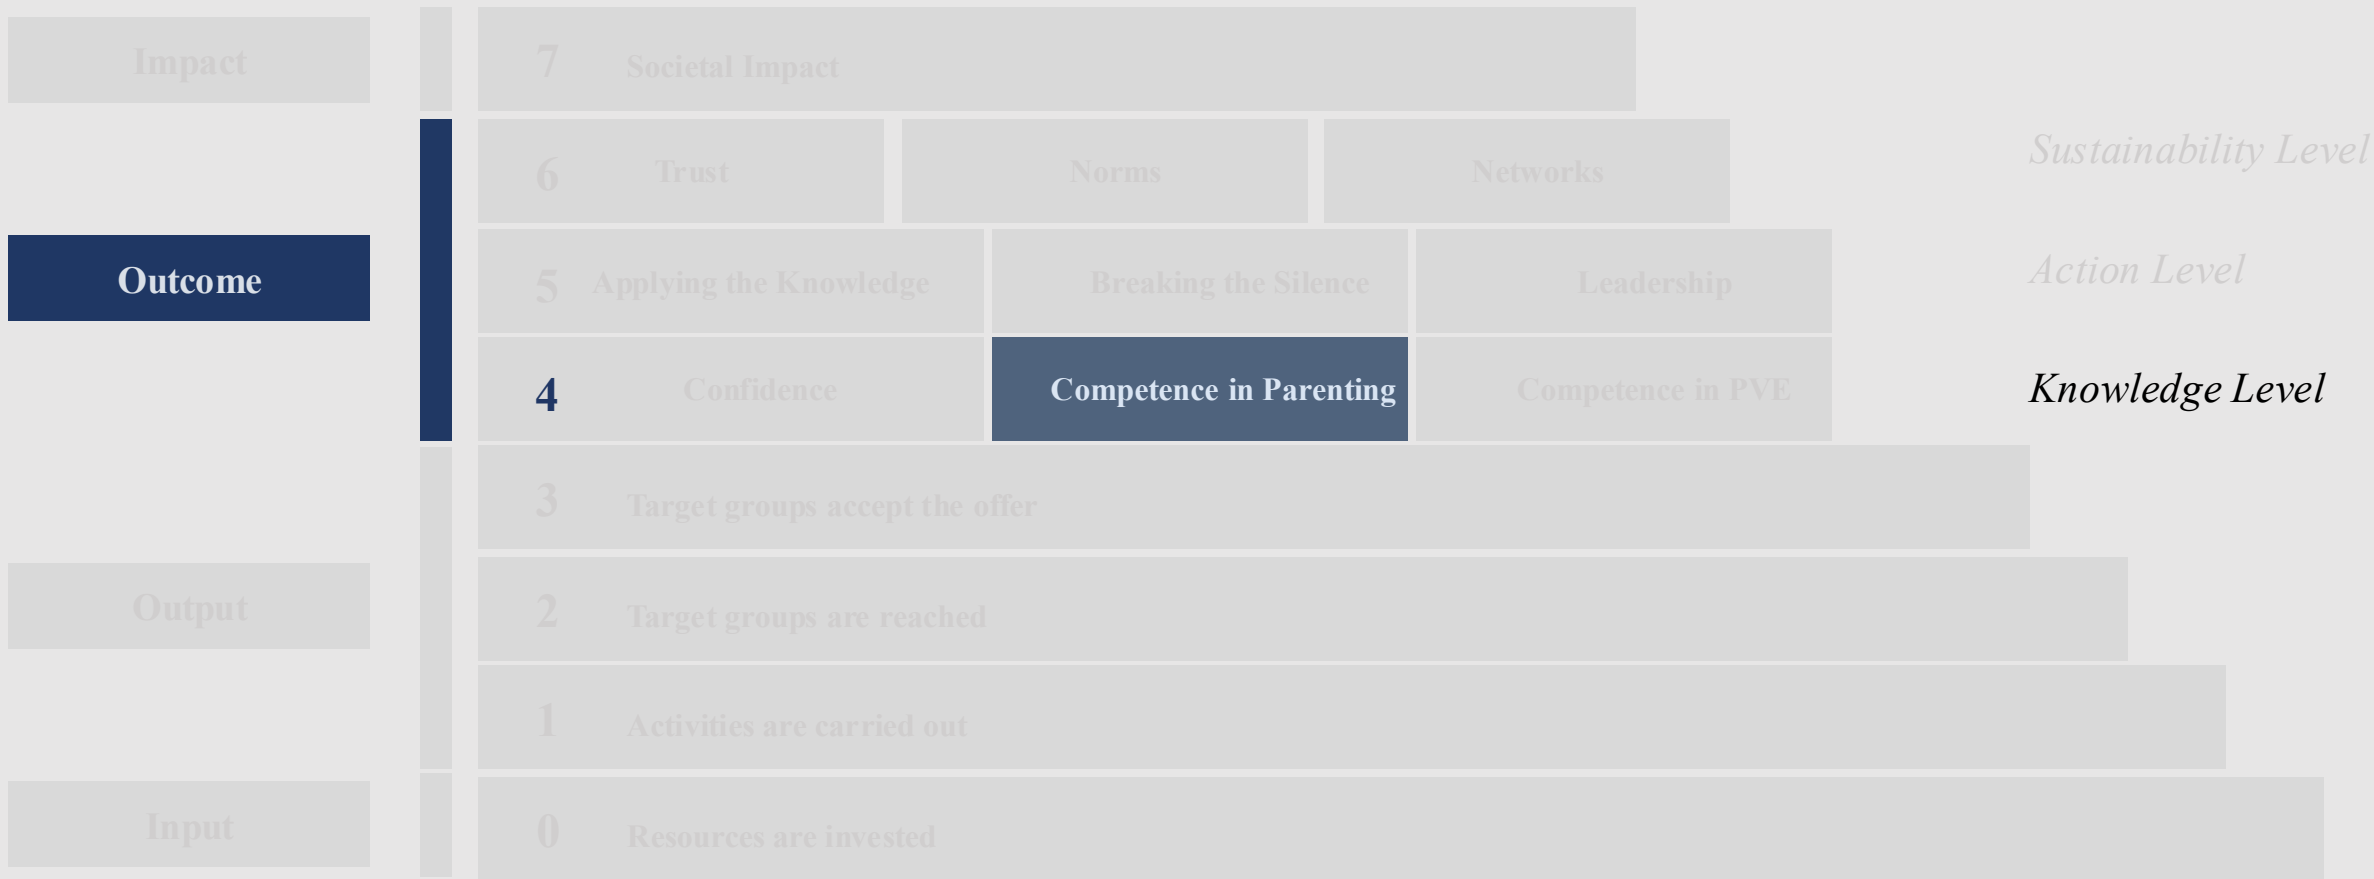 Impact
7 Societal Impact
6 Trust Norms Networks Sustainability Level
Outcome
5 Applying the Knowledge Breaking the Silence Leadership Action Level
4 Confidence Competence in Parenting Competence in PVE Knowledge Level
3 Target groups accept the offer
Output
2 Target groups are reached
1 Activities are carried out
Input
0 Resources are invested